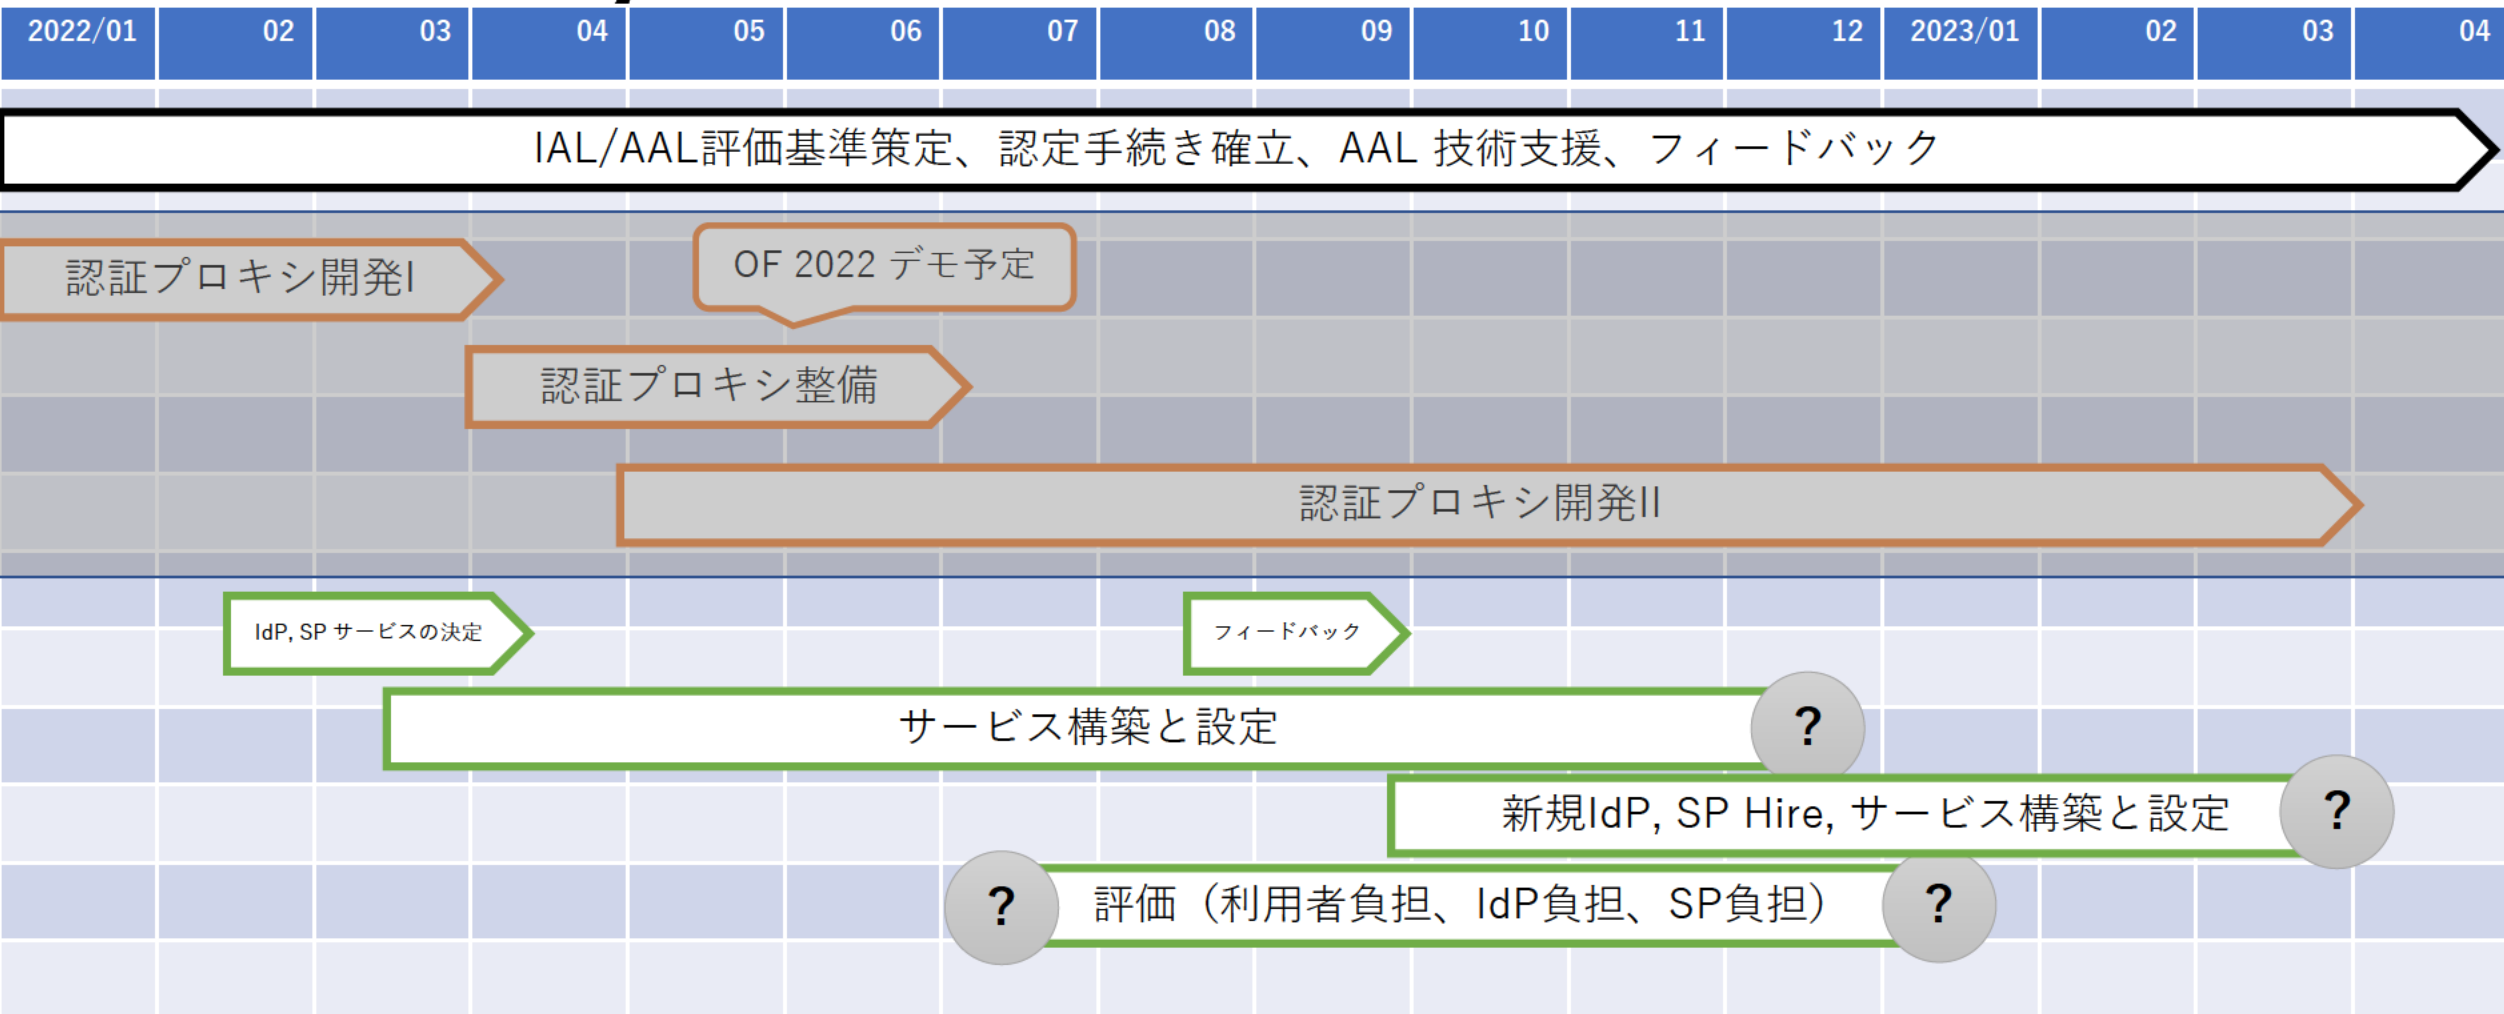 2022/01 02 03 04 05 06 07 08 09 10 11 12 2023/01 02 03 04
IAL/AAL評価基準策定、認定手続き確立、AAL 技術支援、フィードバック
OF 2022 デモ予定
認証プロキシ開発I
認証プロキシ整備
認証プロキシ開発II
IdP, SP サービスの決定
フィードバック
サービス構築と設定
?
新規IdP, SP Hire, サービス構築と設定
?
?
評価（利用者負担、IdP負担、SP負担）
?